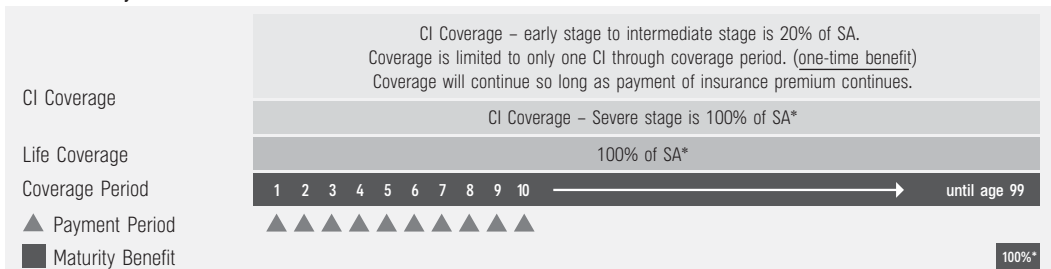 CI Coverage – early stage to intermediate stage is 20% of SA.
Coverage is limited to only one CI through coverage period. (one-time benefit)
Coverage will continue so long as payment of insurance premium continues.
CI Coverage
CI Coverage – Severe stage is 100% of SA*
Life Coverage 100% of SA*
Coverage Period 1 2 3 4 5 6 7 8 9 10 until age 99
Payment Period
Maturity Benefit 100%*